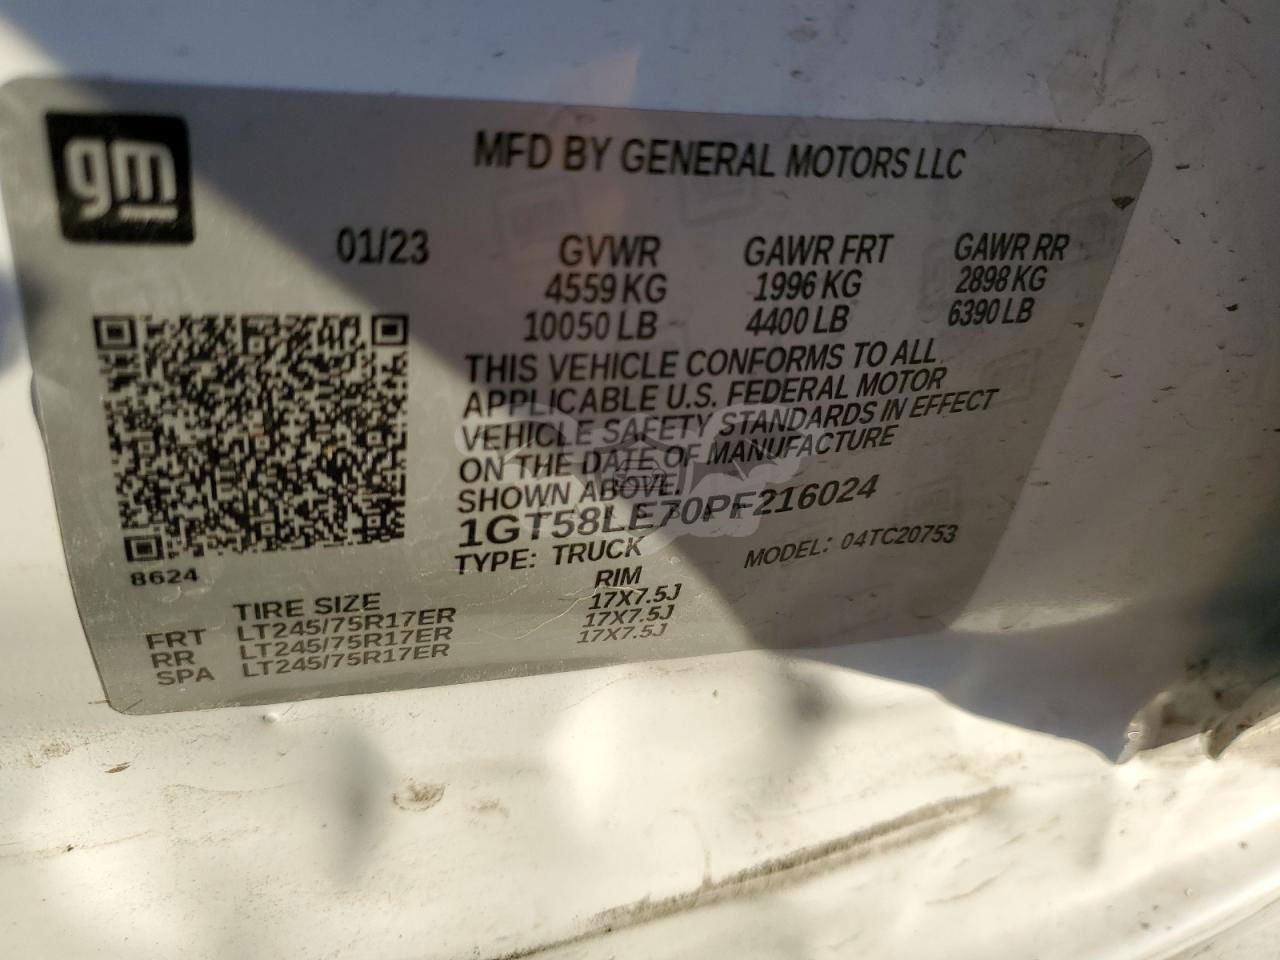 gm
MFD BY GENERAL MOTORS LLC
01/23
GVWR GAWR FRT GAWR RR
4559 KG 1996 KG 2898 KG
10050 LB 4400 LB 6390 LB
THIS VEHICLE CONFORMS TO ALL
APPLICABLE U.S. FEDERAL MOTOR
VEHICLE SAFETY STANDARDS IN EFFECT
ON THE DATE OF MANUFACTURE
SHOWN ABOVE.
1GT58LE70PF216024
TYPE: TRUCK MODEL: 04TC20753
8624
TIRE SIZE RIM
FRT LT245/75R17ER 17X7.5J
RR LT245/75R17ER 17X7.5J
SPA LT245/75R17ER 17X7.5J